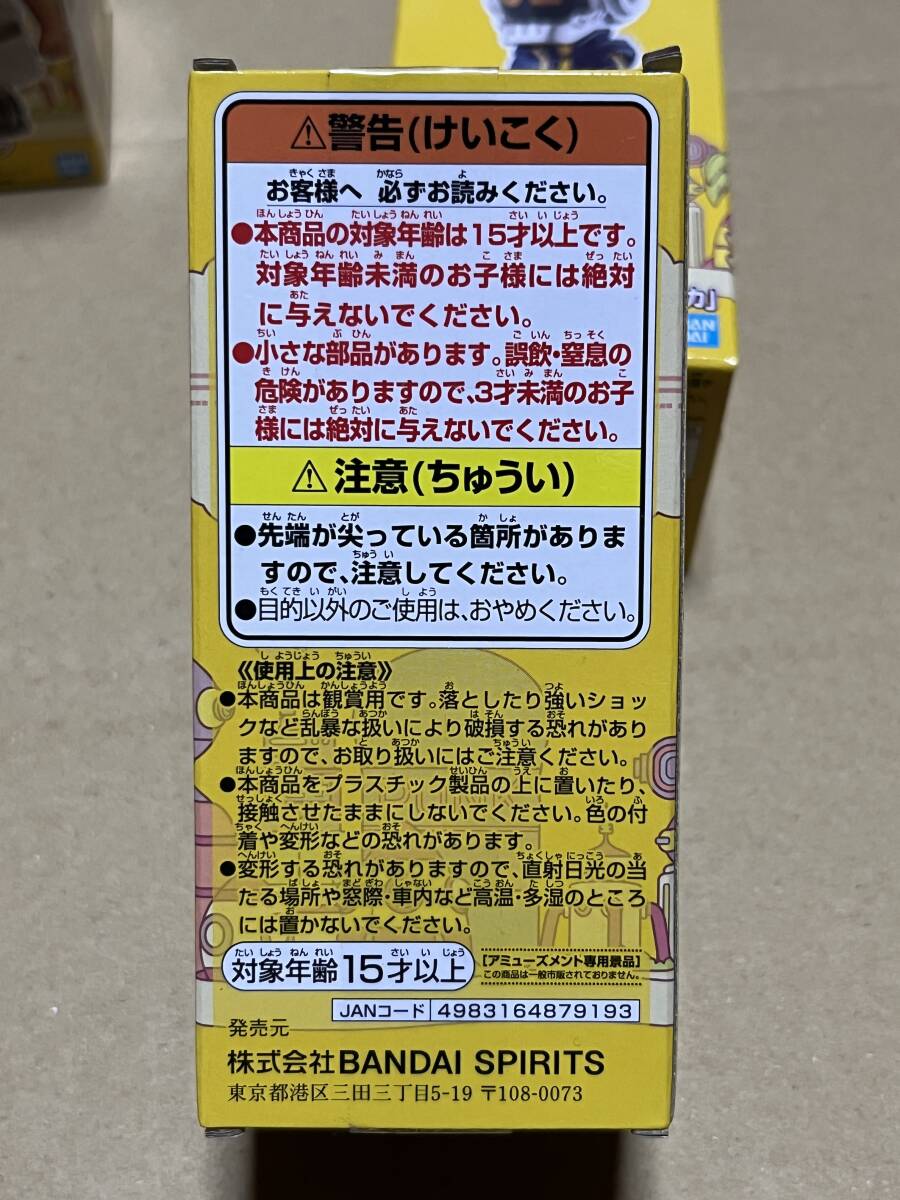 ⚠警告(けいこく)
お客様へ 必ずお読みください。
●本商品の対象年齢は15才以上です。
対象年齢未満のお子様には絶対
に与えないでください。
●小さな部品があります。誤飲・窒息の
危険がありますので、3才未満のお子
様には絶対に与えないでください。
⚠注意(ちゅうい)
●先端が尖っている箇所がありま
すので、注意してください。
●目的以外のご使用は、おやめください。
《使用上の注意》
●本商品は観賞用です。落としたり強いショッ
クなど乱暴な扱いにより破損する恐れがあり
ますので、お取り扱いにはご注意ください。
●本商品をプラスチック製品の上に置いたり、
接触させたままにしないでください。色の付
着や変形などの恐れがあります。
●変形する恐れがありますので、直射日光の当
たる場所や窓際・車内など高温・多湿のところ
には置かないでください。
対象年齢15才以上
【アミューズメント専用景品】
この商品は一般市販されておりません。
JANコード 4983164879193
発売元
株式会社BANDAI SPIRITS
東京都港区三田三丁目5-19 〒108-0073